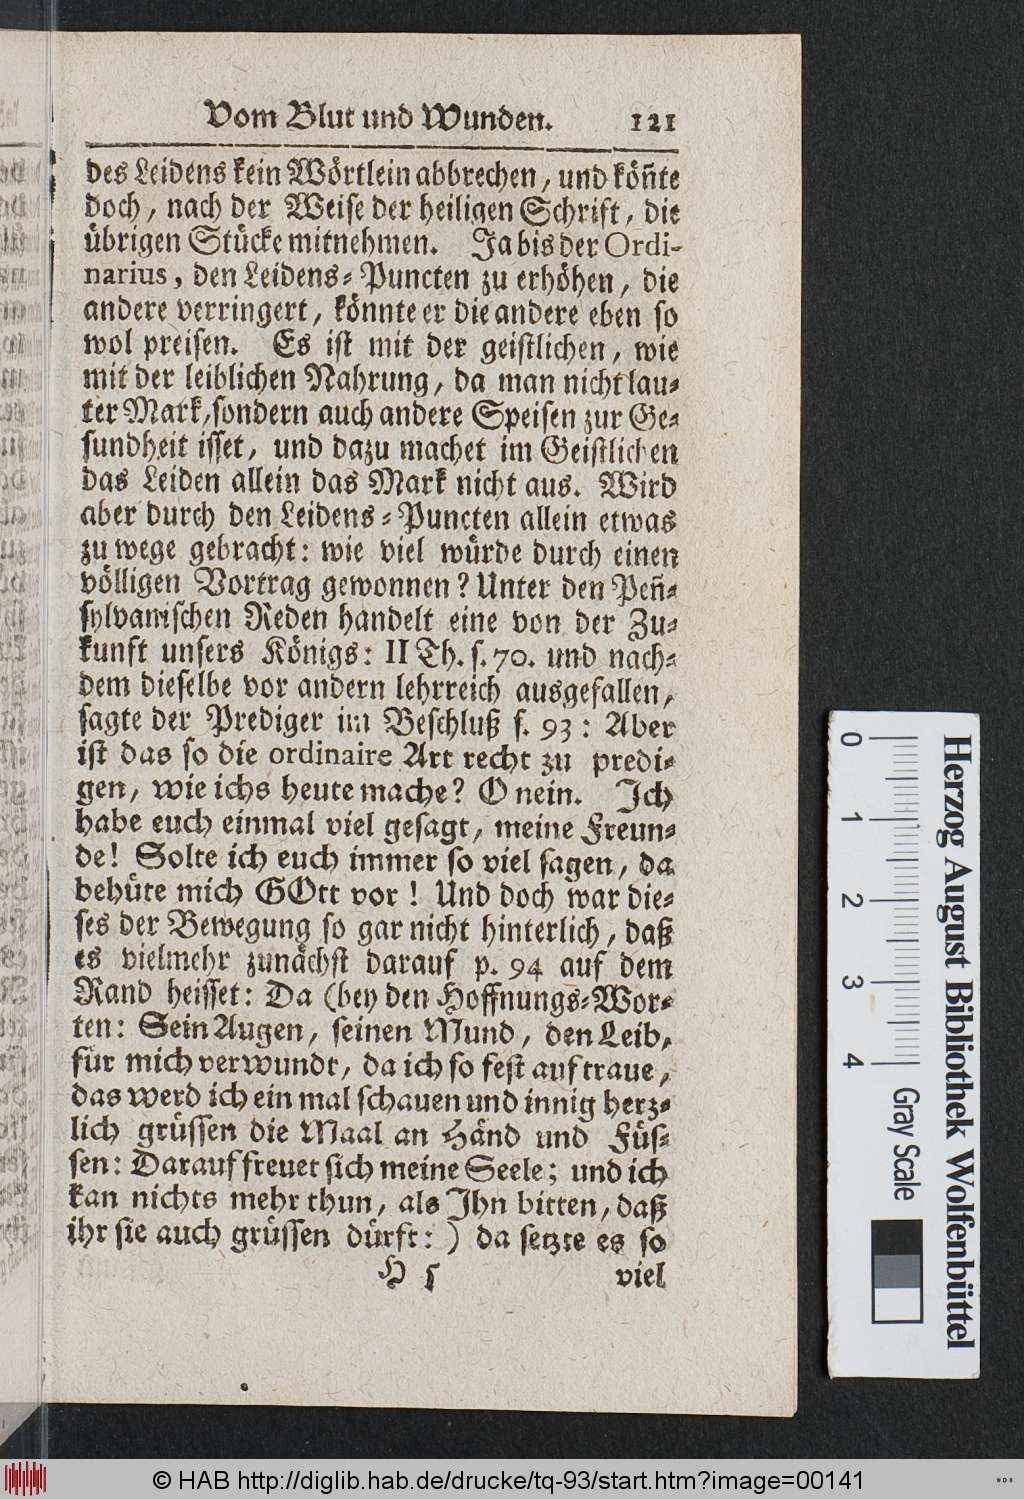 Vom Blut und Wunden. 121
des Leidens kein Wörtlein abbrechen, und kön̄te
doch, nach der Weise der heiligen Schrift, die
übrigen Stücke mitnehmen. Ja bis der Ordi-
narius, den Leidens-Puncten zu erhöhen, die
andere verringert, könnte er die andere eben so
wol preisen. Es ist mit der geistlichen, wie
mit der leiblichen Nahrung, da man nicht lau-
ter Mark, sondern auch andere Speisen zur Ge-
sundheit isset, und dazu machet im Geistlichen
das Leiden allein das Mark nicht aus. Wird
aber durch den Leidens-Puncten allein etwas
zu wege gebracht: wie viel würde durch einen
völligen Vortrag gewonnen? Unter den Pen̄-
sylvanischen Reden handelt eine von der Zu-
kunft unsers Königs: II Th. s. 70. und nach-
dem dieselbe vor andern lehrreich ausgefallen,
sagte der Prediger im Beschluß s. 93: Aber
ist das so die ordinaire Art recht zu predi-
gen, wie ichs heute mache? O nein. Ich
habe euch einmal viel gesagt, meine Freun-
de! Solte ich euch immer so viel sagen, da
behüte mich GOtt vor! Und doch war die-
ses der Bewegung so gar nicht hinterlich, daß
es vielmehr zunächst darauf p. 94 auf dem
Rand heisset: Da (bey den Hoffnungs-Wor-
ten: Sein Augen, seinen Mund, den Leib,
für mich verwundt, da ich so fest auf traue,
das werd ich ein mal schauen und innig herz-
lich grüssen die Maal an Händ und Füs-
sen: Darauf freuet sich meine Seele; und ich
kan nichts mehr thun, als Ihn bitten, daß
ihr sie auch grüssen dürft:) da setzte es so
H 5 viel
Herzog August Bibliothek Wolfenbüttel
0 1 2 3 4 Gray Scale
© HAB http://diglib.hab.de/drucke/tq-93/start.htm?image=00141